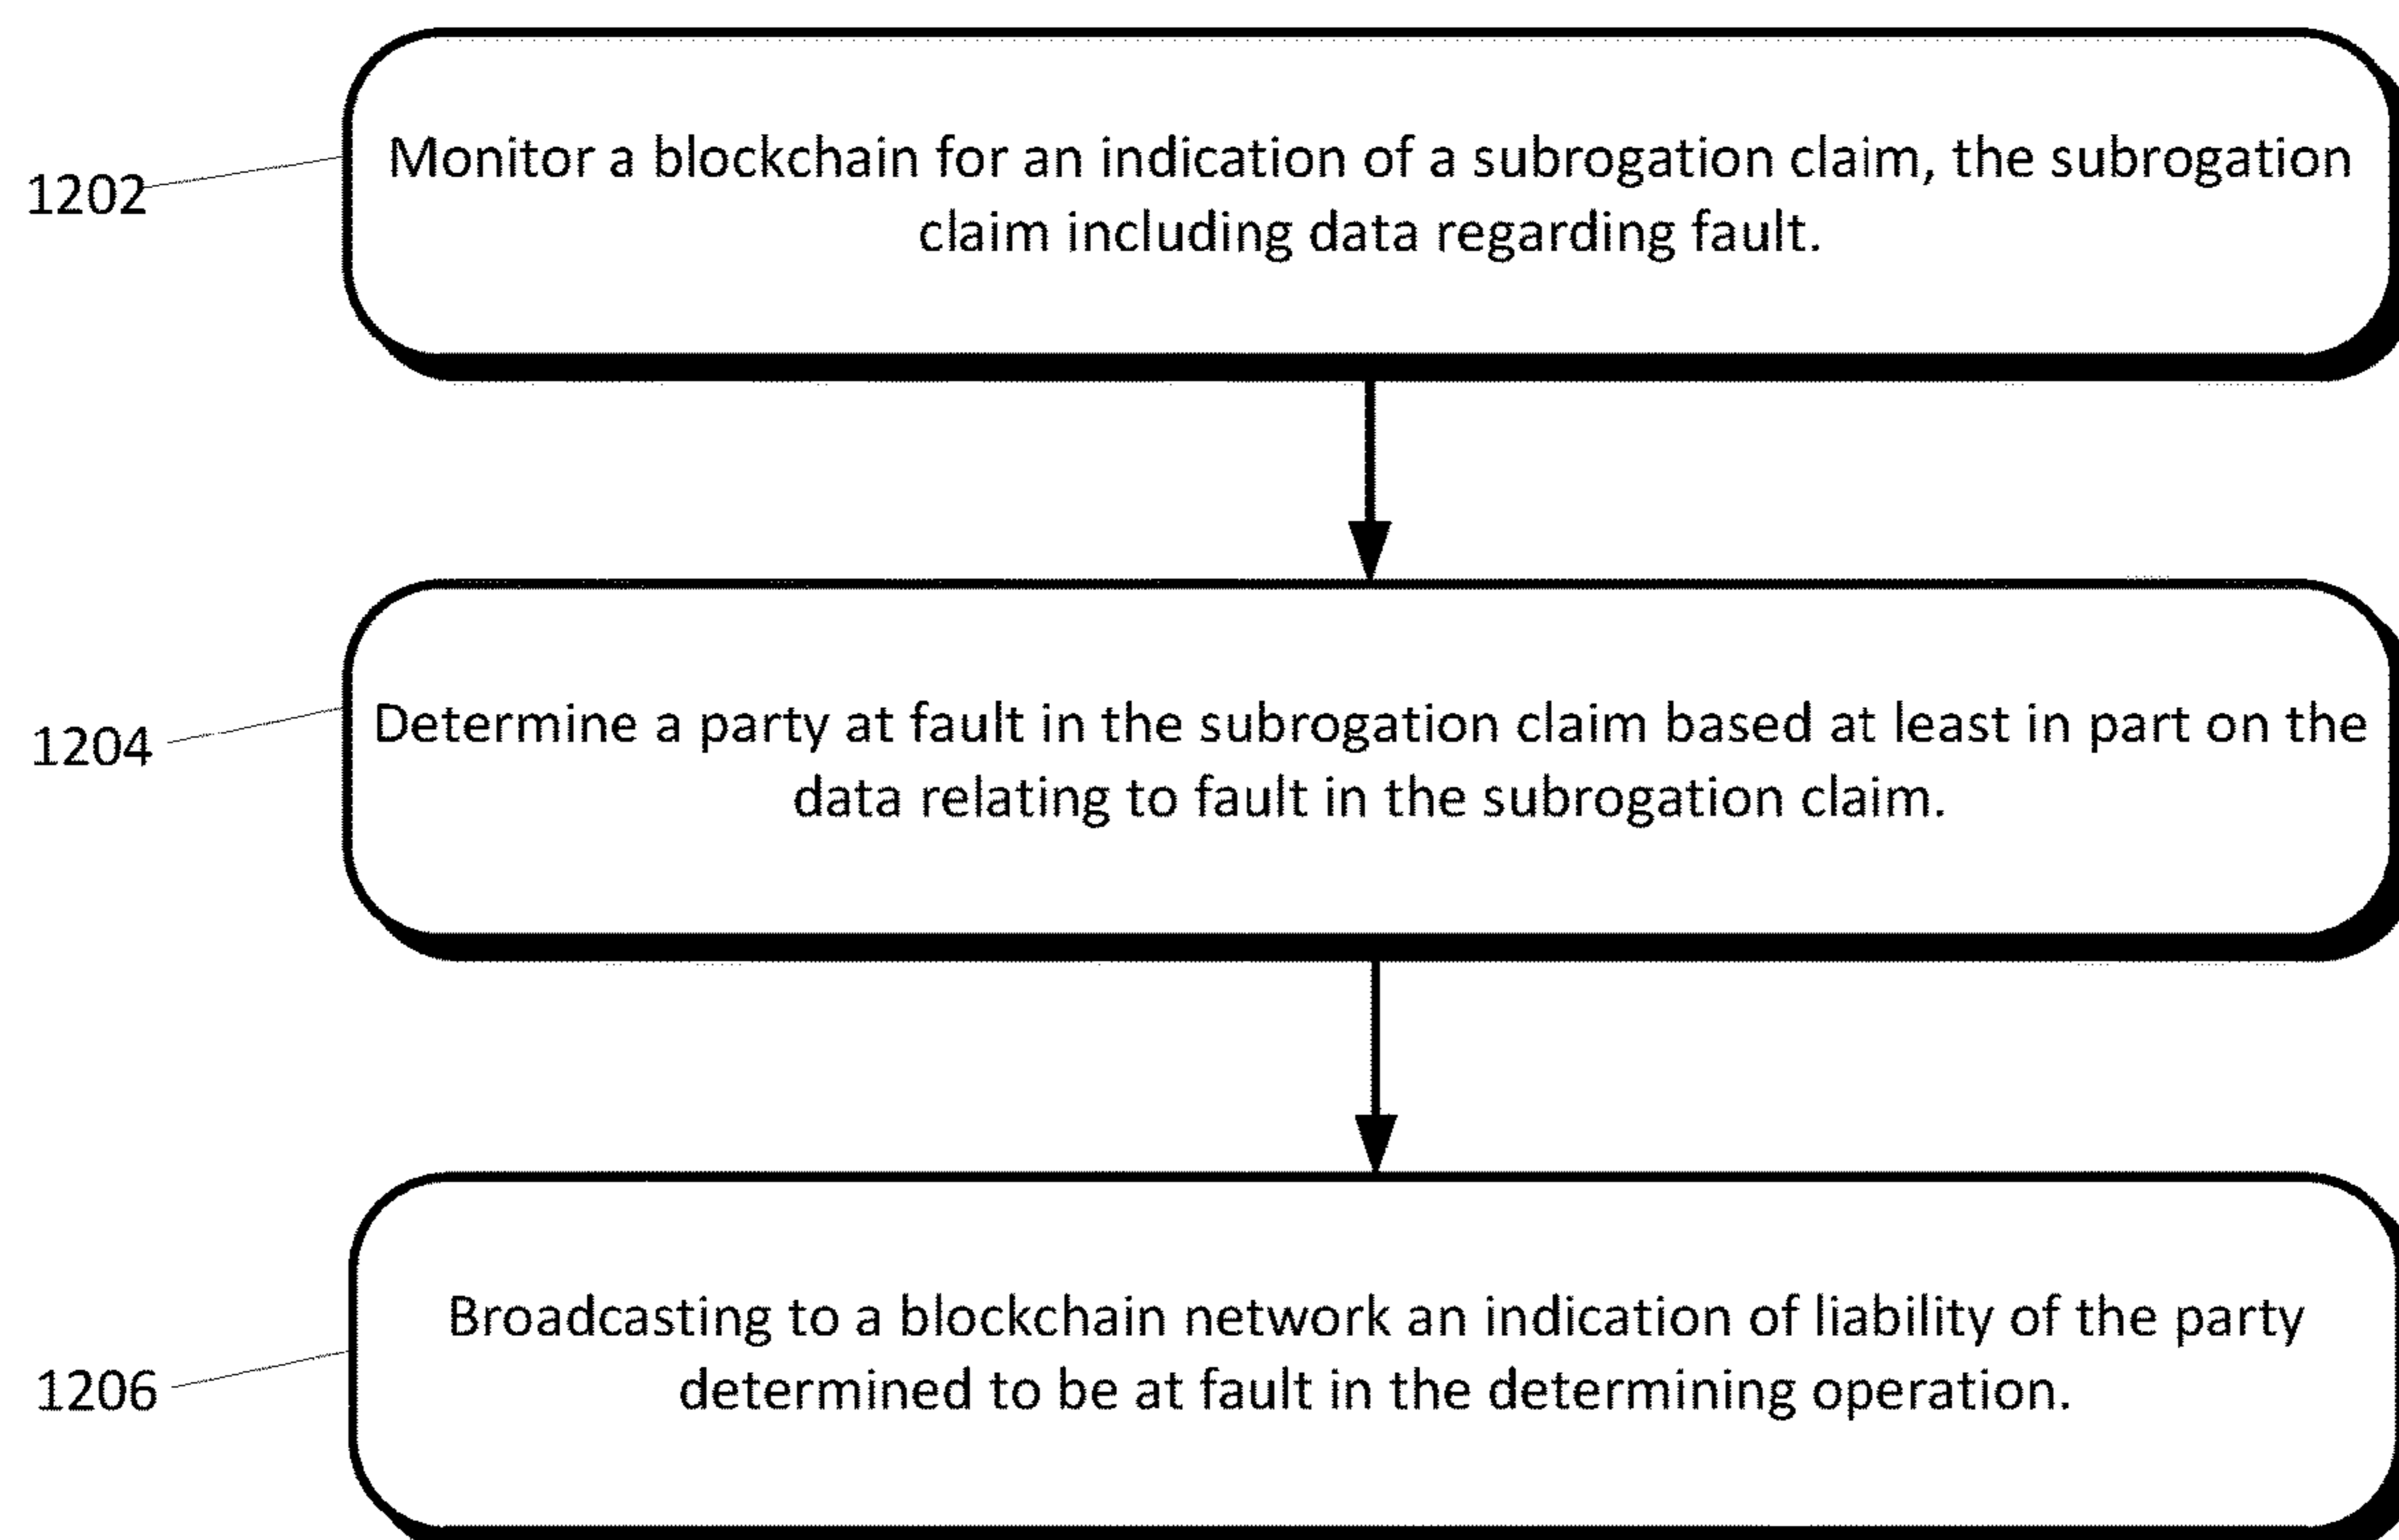 1202
Monitor a blockchain for an indication of a subrogation claim, the subrogation
claim including data regarding fault.
1204
Determine a party at fault in the subrogation claim based at least in part on the
data relating to fault in the subrogation claim.
1206
Broadcasting to a blockchain network an indication of liability of the party
determined to be at fault in the determining operation.